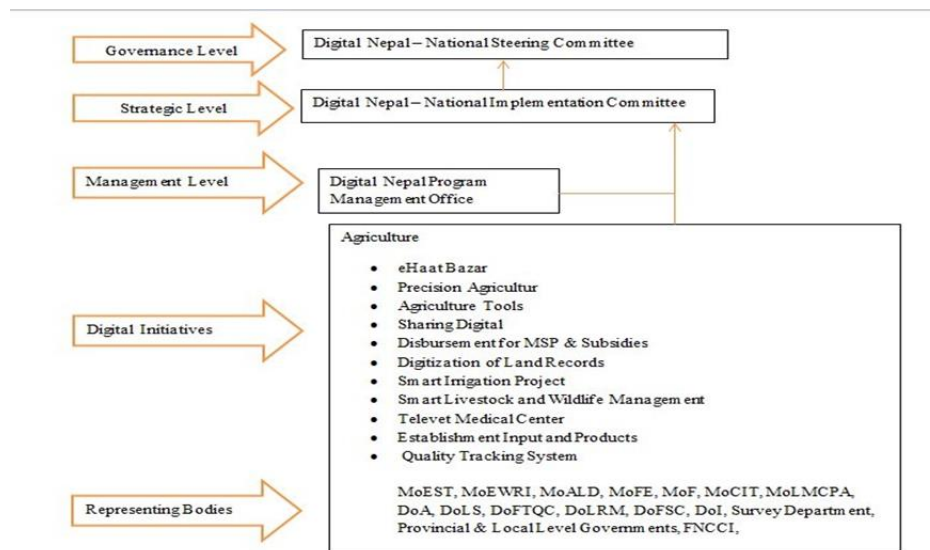 Governance Level
Digital Nepal – National Steering Committee
Strategic Level
Digital Nepal – National Implementation Committee
Management Level
Digital Nepal Program
Management Office
Agriculture
• eHaat Bazar
• Precision Agricultur
• Agriculture Tools
• Sharing Digital
• Disbursement for MSP & Subsidies
• Digitization of Land Records
• Smart Irrigation Project
• Smart Livestock and Wildlife Management
• Televet Medical Center
• Establishment Input and Products
• Quality Tracking System
Digital Initiatives
MoEST, MoEWRI, MoALD, MoFE, MoF, MoCIT, MoLMCPA,
DoA, DoLS, DoFTQC, DoLRM, DoFSC, DoI, Survey Department,
Provincial & Local Level Governments, FNCCI,
Representing Bodies